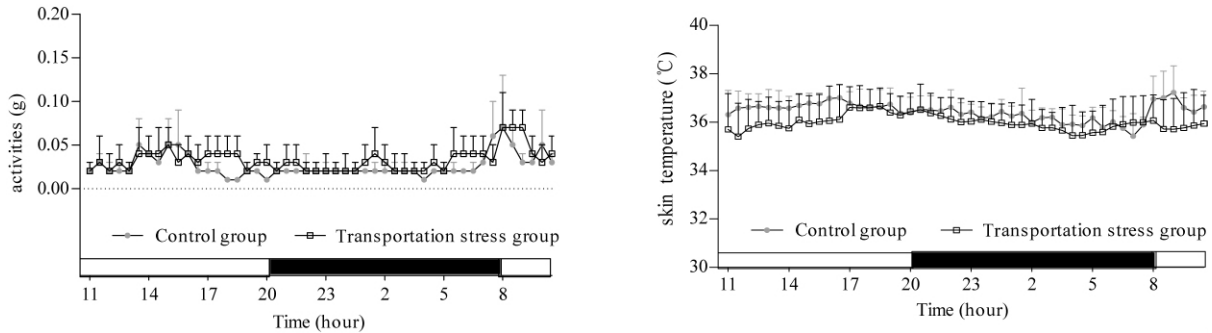 0.20
0.15
0.10
0.05
0.00
activities (g)
Control group
Transportation stress group
11 14 17 20 23 2 5 8
Time (hour)
40
38
36
34
32
30
skin temperature (℃)
Control group
Transportation stress group
11 14 17 20 23 2 5 8
Time (hour)